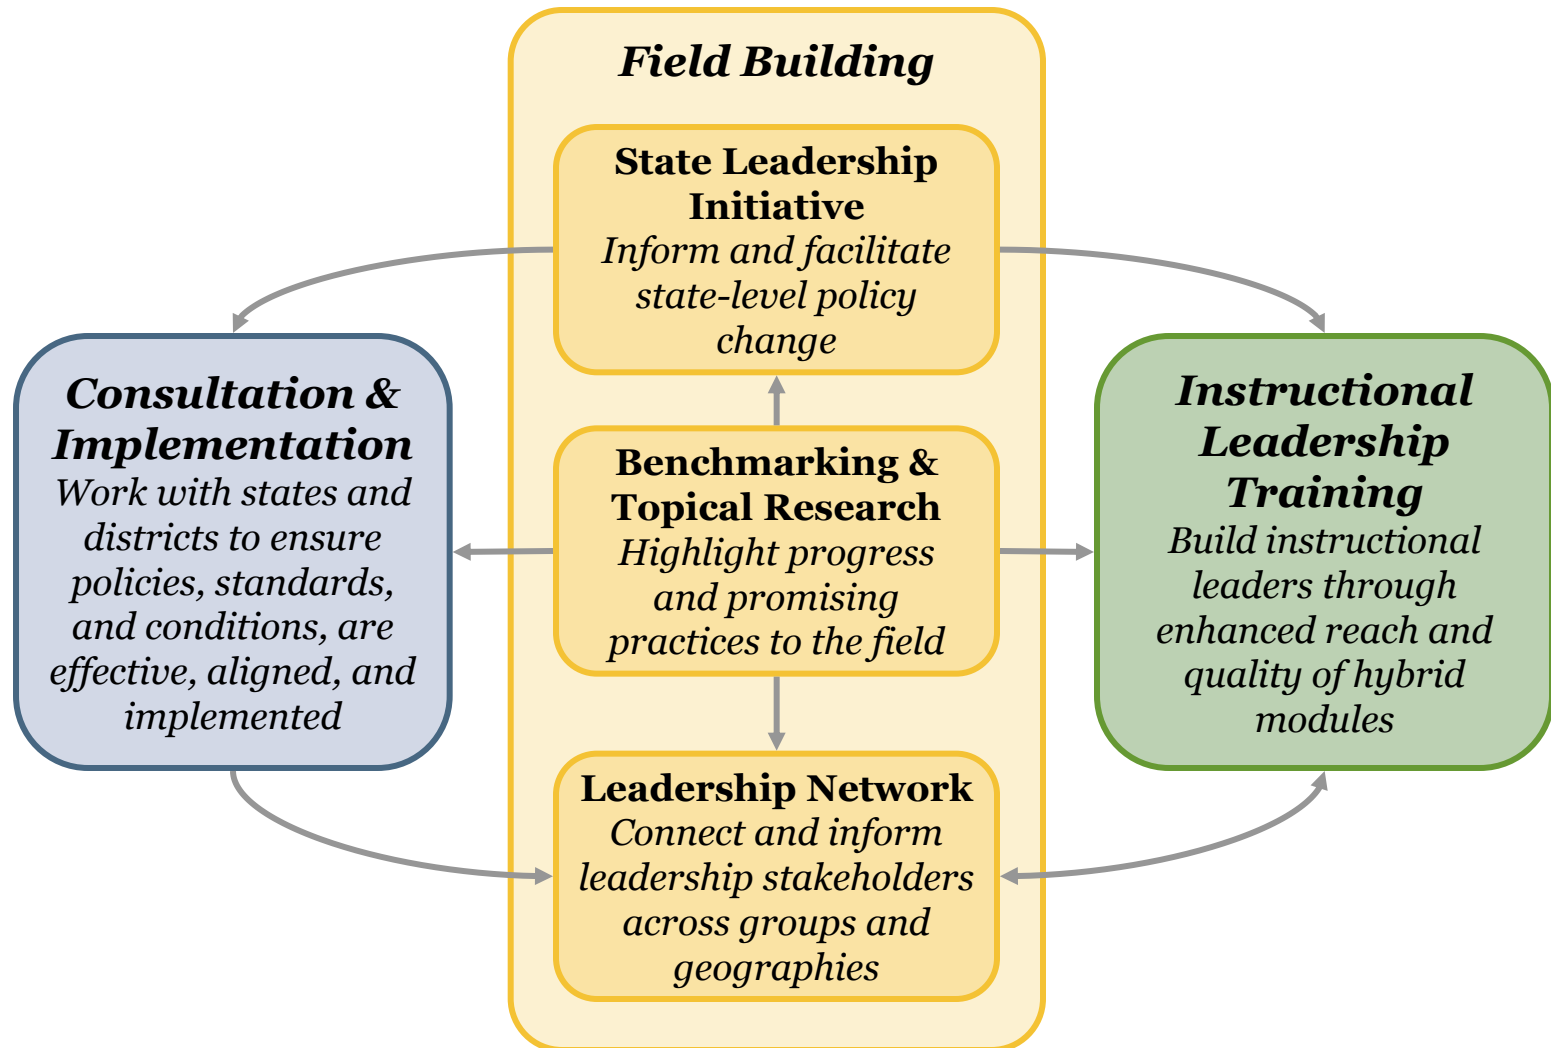 Field Building
State Leadership
Initiative
Inform and facilitate
state-level policy
change
Consultation &
Implementation
Work with states and
districts to ensure
policies, standards,
and conditions, are
effective, aligned, and
implemented
Benchmarking &
Topical Research
Highlight progress
and promising
practices to the field
Instructional
Leadership
Training
Build instructional
leaders through
enhanced reach and
quality of hybrid
modules
Leadership Network
Connect and inform
leadership stakeholders
across groups and
geographies